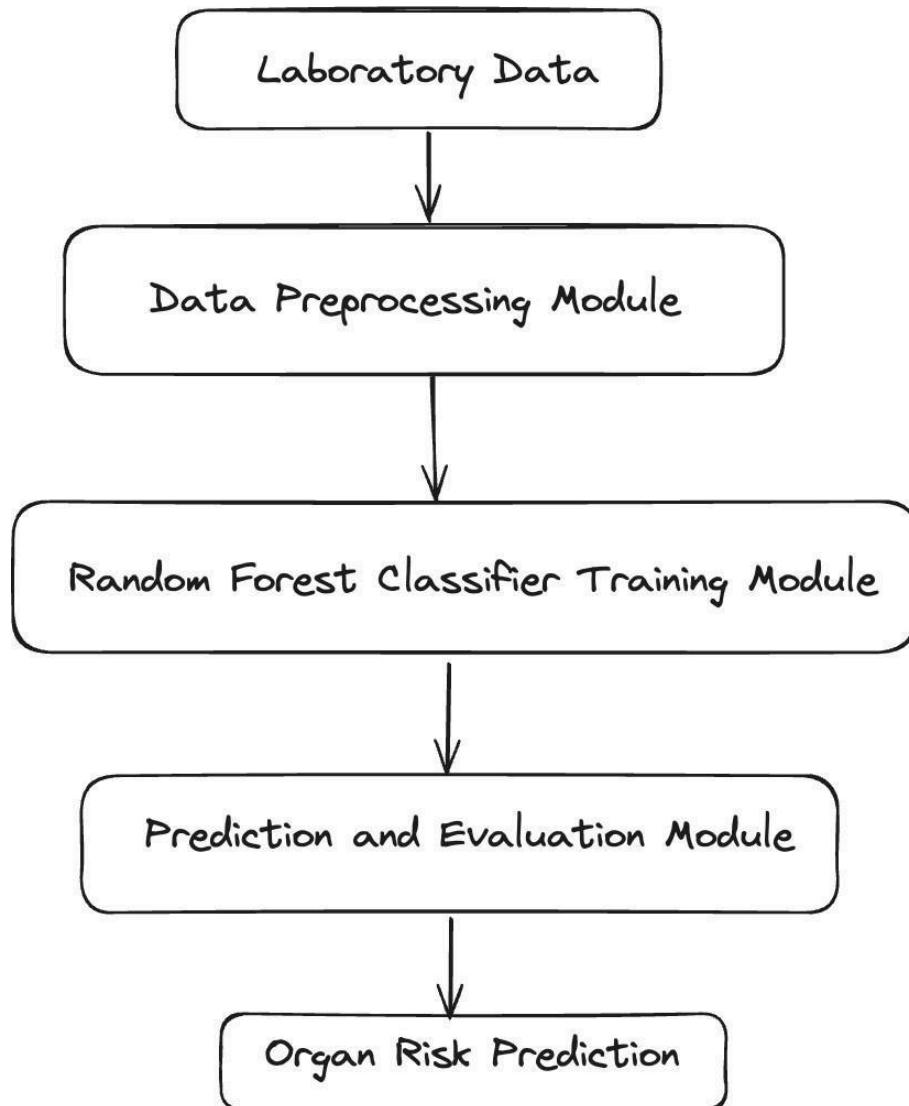 Laboratory Data
Data Preprocessing Module
Random Forest Classifier Training Module
Prediction and Evaluation Module
Organ Risk Prediction